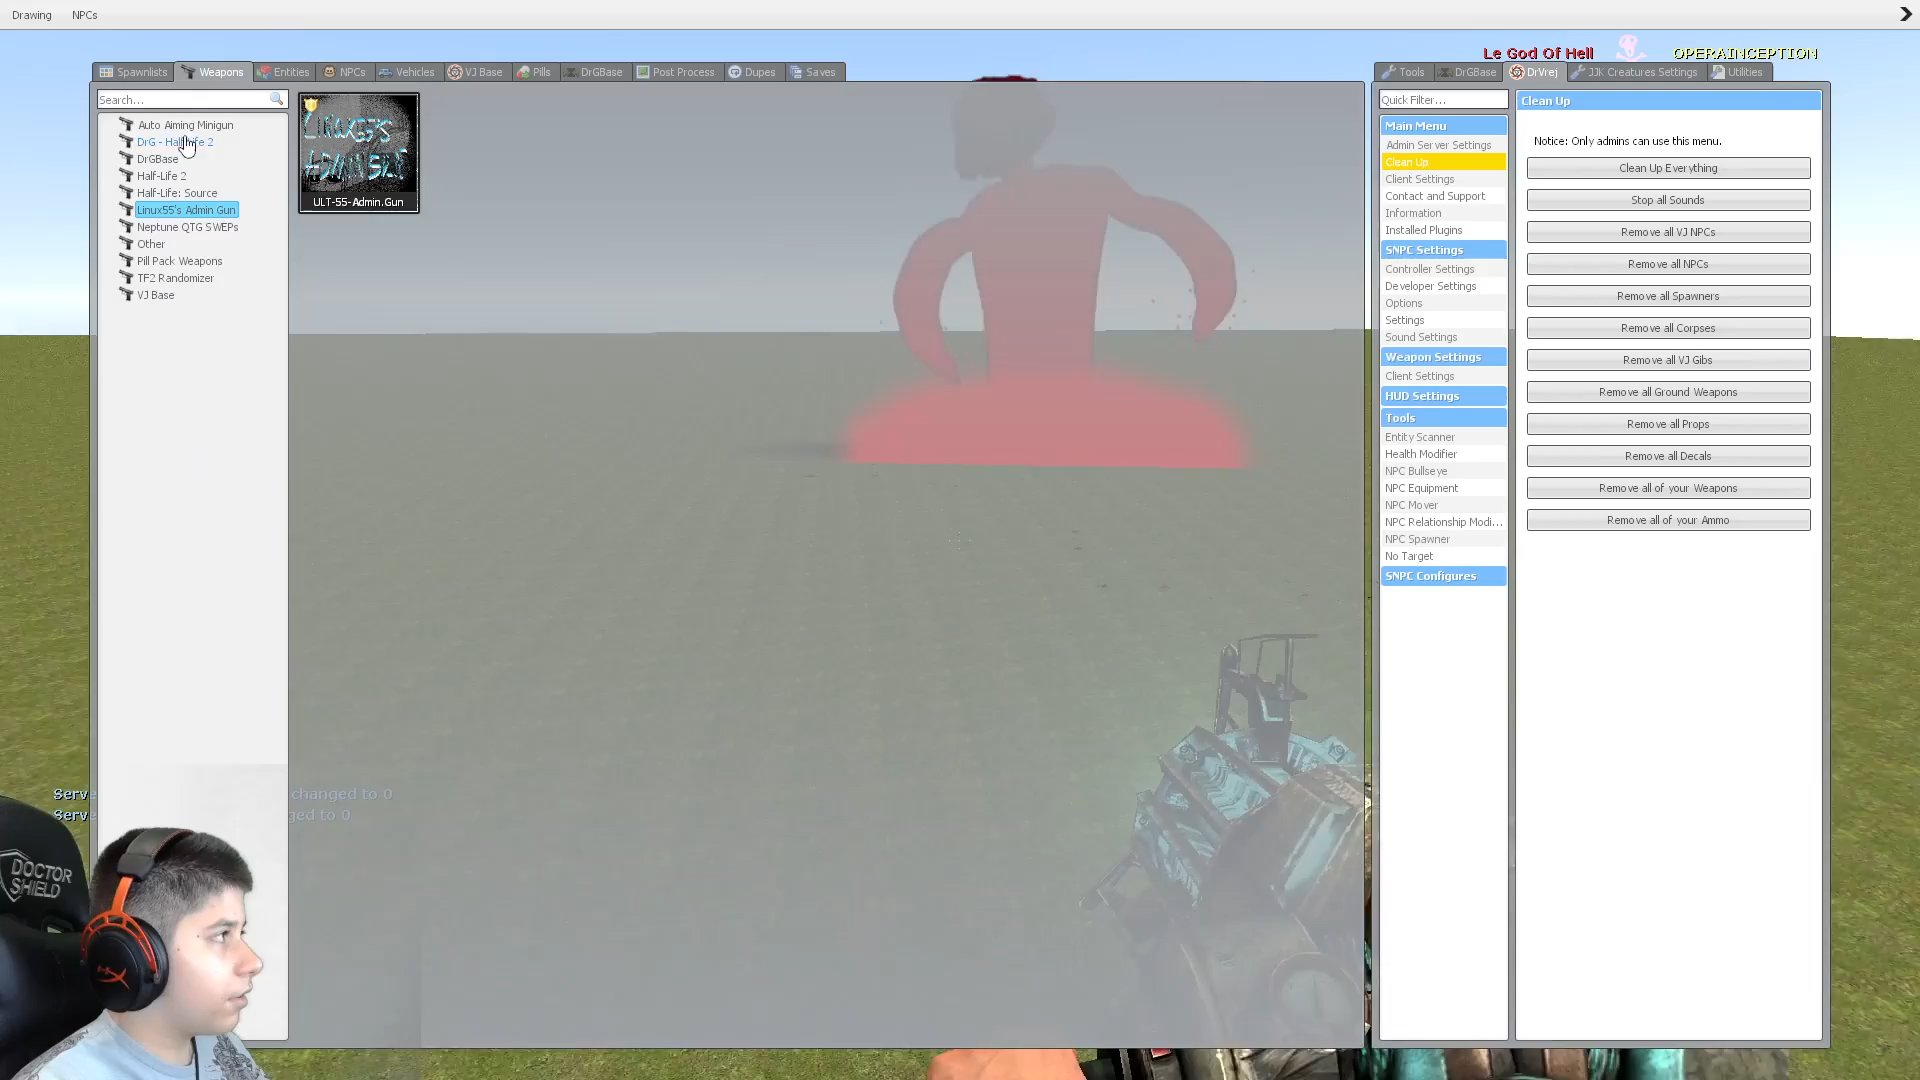 Drawing NPCs
Le God Of Hell OPERAINCEPTION
Spawnlists Weapons Entities NPCs Vehicles VJ Base Pills DrGBase Post Process Dupes Saves
Tools DrGBase DrVrej JJK Creatures Settings Utilities
Search...
Auto Aiming Minigun
DrG - Half-Life 2
DrGBase
Half-Life 2
Half-Life: Source
Linux55's Admin Gun
Neptune QTG SWEPs
Other
Pill Pack Weapons
TF2 Randomizer
VJ Base
LINUX55'S
ADMIN
ULT-55-Admin.Gun
Quick Filter...
Main Menu
Admin Server Settings
Clean Up
Client Settings
Contact and Support
Information
Installed Plugins
SNPC Settings
Controller Settings
Developer Settings
Options
Settings
Sound Settings
Weapon Settings
Client Settings
HUD Settings
Tools
Entity Scanner
Health Modifier
NPC Bullseye
NPC Equipment
NPC Mover
NPC Relationship Modi...
NPC Spawner
No Target
SNPC Configures
Clean Up
Notice: Only admins can use this menu.
Clean Up Everything
Stop all Sounds
Remove all VJ NPCs
Remove all NPCs
Remove all Spawners
Remove all Corpses
Remove all VJ Gibs
Remove all Ground Weapons
Remove all Props
Remove all Decals
Remove all of your Weapons
Remove all of your Ammo
Serve changed to 0
Serve ged to 0
DOCTOR
SHIELD